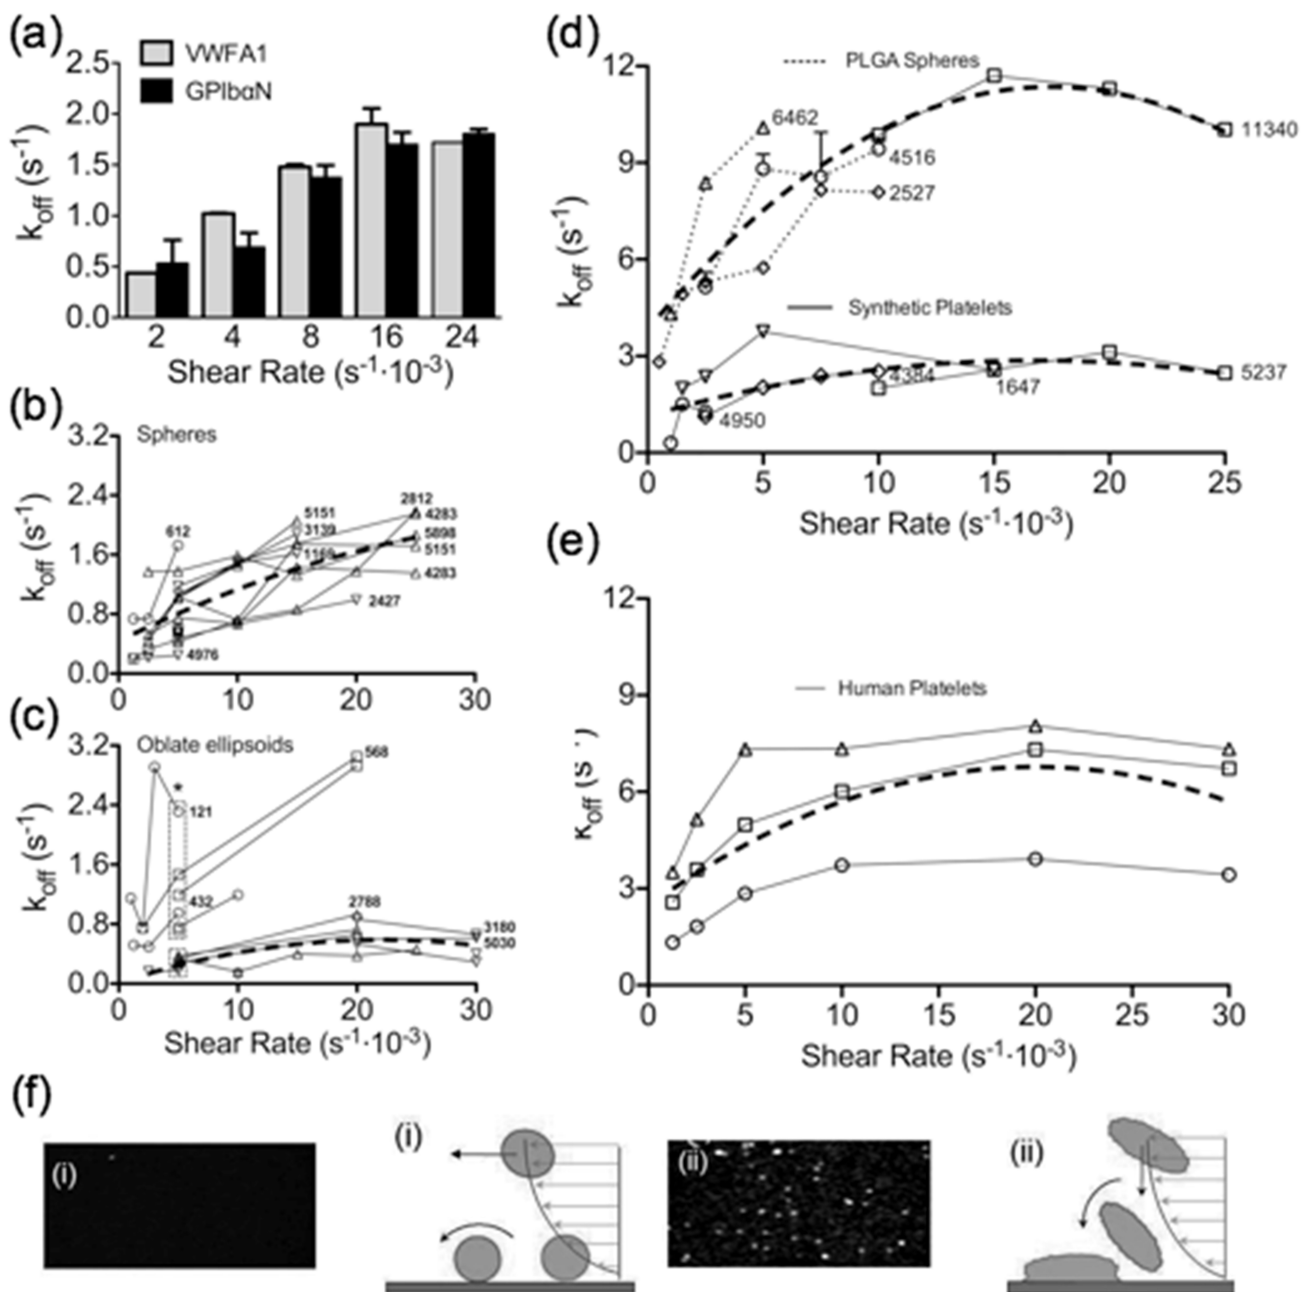 (a)
VWFA1
GPIbαN
2.5
2.0
1.5
1.0
0.5
0.0
k_off (s⁻¹)
2 4 8 16 24
Shear Rate (s⁻¹·10⁻³)
(b)
Spheres
3.2
2.4
1.6
0.8
0.0
k_off (s⁻¹)
612
5151
3139
1169
2812
4283
5898
5151
4283
2427
4976
0 10 20 30
(c)
Oblate ellipsoids
3.2
2.4
1.6
0.8
0.0
k_off (s⁻¹)
*
121
568
432
2788
3180
5030
0 10 20 30
Shear Rate (s⁻¹·10⁻³)
(d)
PLGA Spheres
12
9
6
3
0
k_off (s⁻¹)
6462
4516
2527
11340
Synthetic Platelets
4384
1647
5237
4950
0 5 10 15 20 25
Shear Rate (s⁻¹·10⁻³)
(e)
12
9
6
3
0
Human Platelets
0 5 10 15 20 25 30
Shear Rate (s⁻¹·10⁻³)
(f)
(i)
(i)
(ii)
(ii)